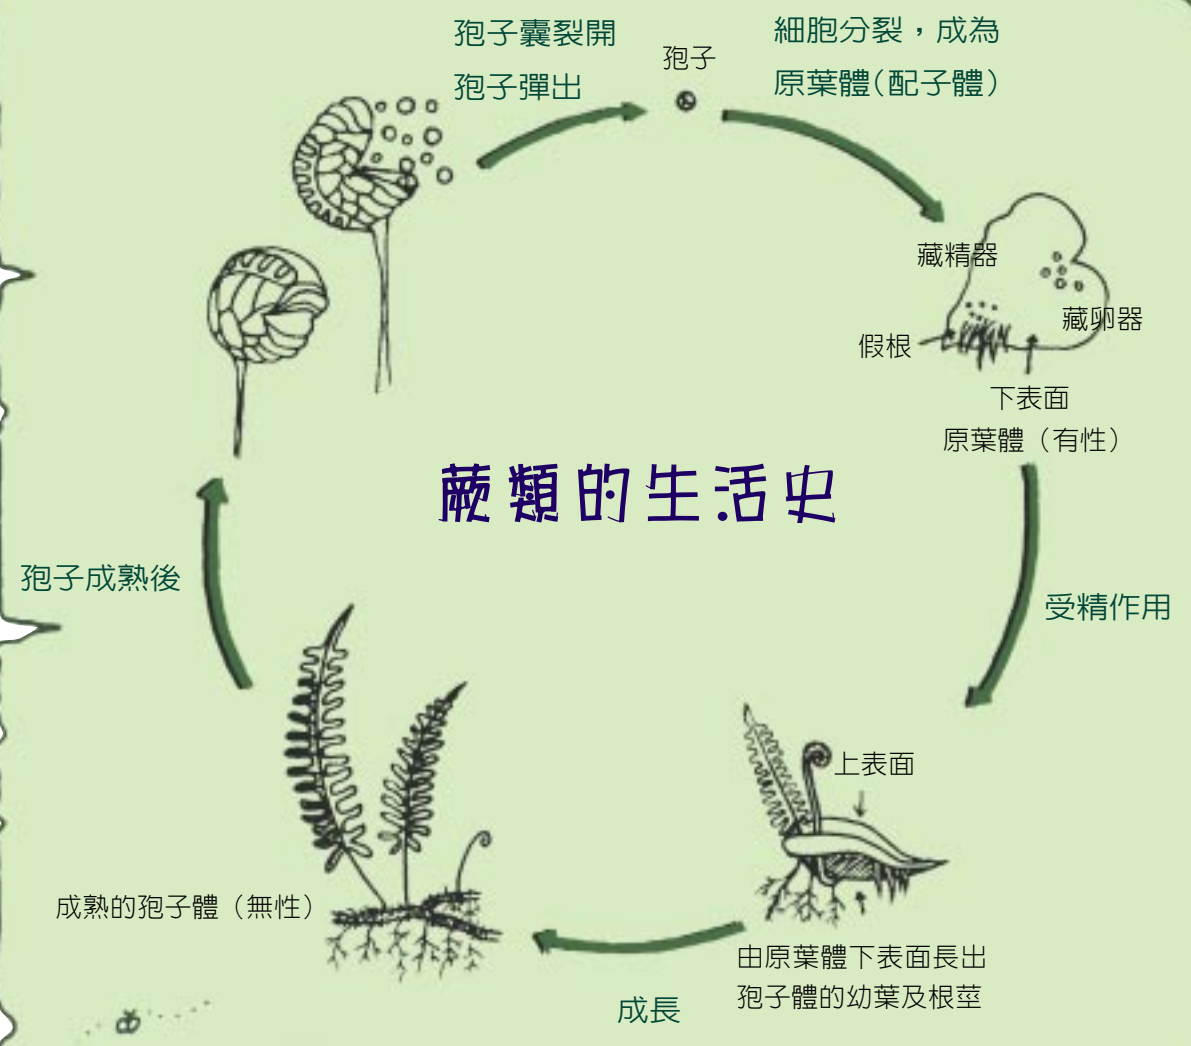 孢子囊裂開
孢子彈出
孢子
細胞分裂，成為
原葉體(配子體)
藏精器
藏卵器
假根
下表面
原葉體（有性）
蕨類的生活史
受精作用
孢子成熟後
上表面
成熟的孢子體（無性）
由原葉體下表面長出
孢子體的幼葉及根莖
成長